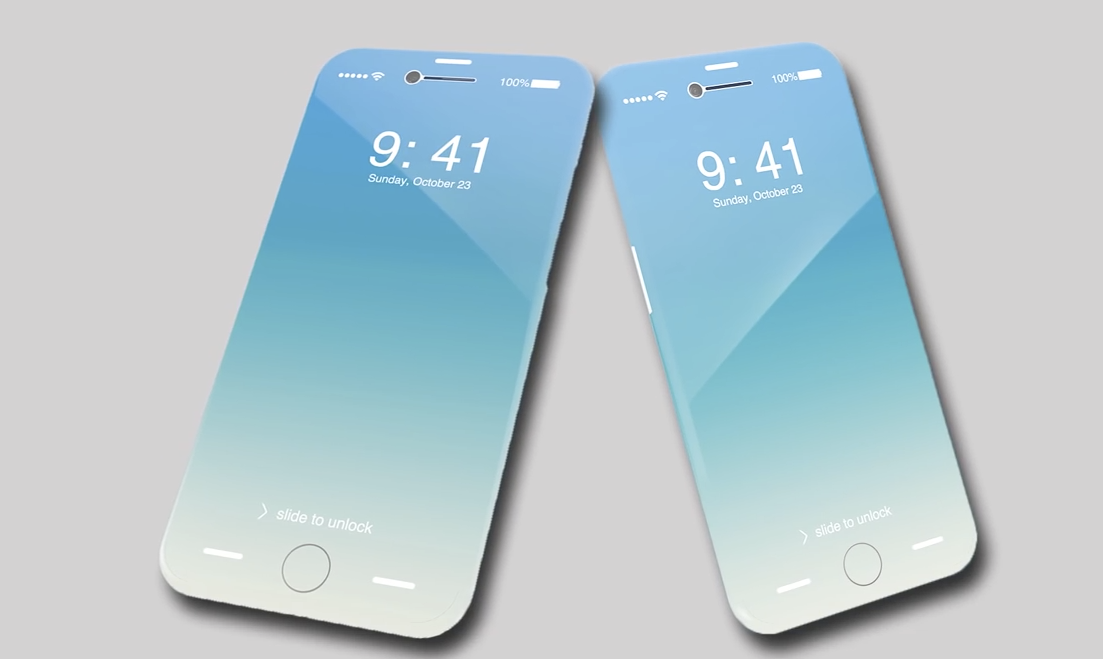 100%
9: 41
Sunday, October 23
slide to unlock
100%
9: 41
Sunday, October 23
slide to unlock